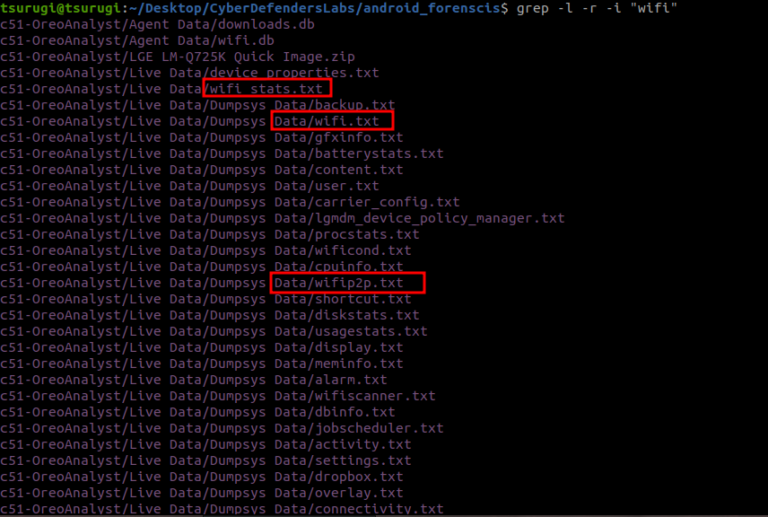 tsurugi@tsurugi:~/Desktop/CyberDefendersLabs/android_forenscis$ grep -l -r -i "wifi"
c51-OreoAnalyst/Agent Data/downloads.db
c51-OreoAnalyst/Agent Data/wifi.db
c51-OreoAnalyst/LGE LM-Q725K Quick Image.zip
c51-OreoAnalyst/Live Data/device_properties.txt
c51-OreoAnalyst/Live Data/wifi_stats.txt
c51-OreoAnalyst/Live Data/Dumpsys Data/backup.txt
c51-OreoAnalyst/Live Data/Dumpsys Data/wifi.txt
c51-OreoAnalyst/Live Data/Dumpsys Data/gfxinfo.txt
c51-OreoAnalyst/Live Data/Dumpsys Data/batterystats.txt
c51-OreoAnalyst/Live Data/Dumpsys Data/content.txt
c51-OreoAnalyst/Live Data/Dumpsys Data/user.txt
c51-OreoAnalyst/Live Data/Dumpsys Data/carrier_config.txt
c51-OreoAnalyst/Live Data/Dumpsys Data/lgmdm_device_policy_manager.txt
c51-OreoAnalyst/Live Data/Dumpsys Data/procstats.txt
c51-OreoAnalyst/Live Data/Dumpsys Data/wificond.txt
c51-OreoAnalyst/Live Data/Dumpsys Data/cpuinfo.txt
c51-OreoAnalyst/Live Data/Dumpsys Data/wifip2p.txt
c51-OreoAnalyst/Live Data/Dumpsys Data/shortcut.txt
c51-OreoAnalyst/Live Data/Dumpsys Data/diskstats.txt
c51-OreoAnalyst/Live Data/Dumpsys Data/usagestats.txt
c51-OreoAnalyst/Live Data/Dumpsys Data/display.txt
c51-OreoAnalyst/Live Data/Dumpsys Data/meminfo.txt
c51-OreoAnalyst/Live Data/Dumpsys Data/alarm.txt
c51-OreoAnalyst/Live Data/Dumpsys Data/wifiscanner.txt
c51-OreoAnalyst/Live Data/Dumpsys Data/dbinfo.txt
c51-OreoAnalyst/Live Data/Dumpsys Data/jobscheduler.txt
c51-OreoAnalyst/Live Data/Dumpsys Data/activity.txt
c51-OreoAnalyst/Live Data/Dumpsys Data/settings.txt
c51-OreoAnalyst/Live Data/Dumpsys Data/dropbox.txt
c51-OreoAnalyst/Live Data/Dumpsys Data/overlay.txt
c51-OreoAnalyst/Live Data/Dumpsys Data/connectivity.txt